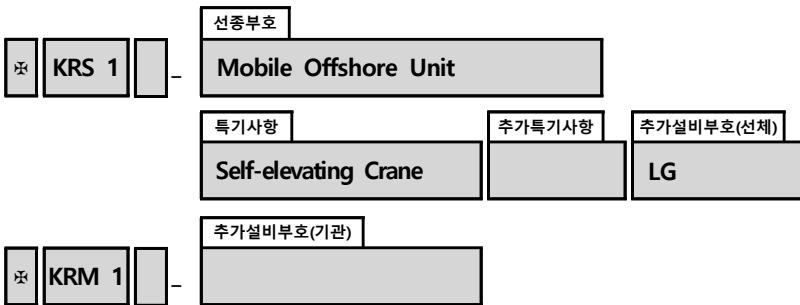 선종부호
✠ KRS 1 – Mobile Offshore Unit
특기사항 추가특기사항 추가설비부호(선체)
Self-elevating Crane LG
추가설비부호(기관)
✠ KRM 1 –